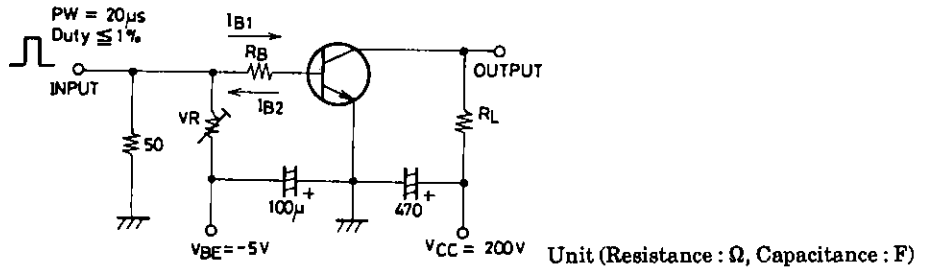 PW = 20µs
Duty ≦ 1%
IB1
RB
INPUT
IB2
OUTPUT
VR
50
RL
100µ
+
470
+
VBE = -5V
VCC = 200V
Unit (Resistance : Ω, Capacitance : F)